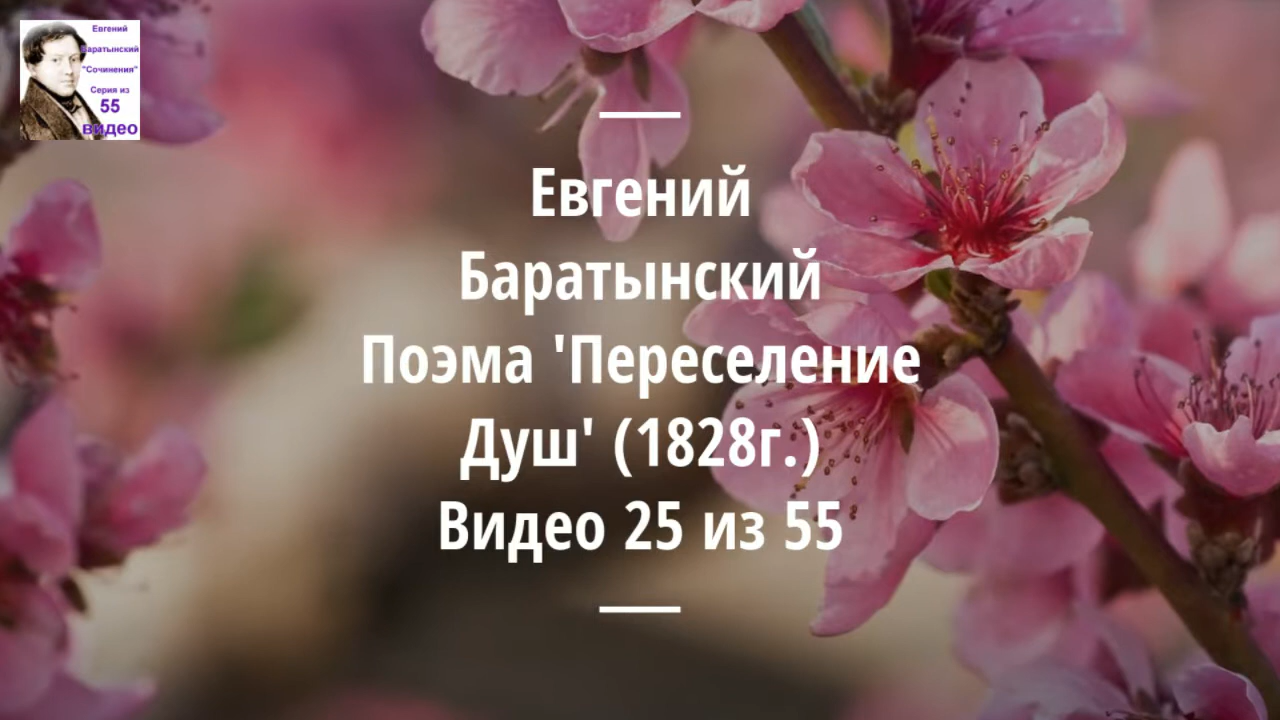 Евгений
Баратынский
"Сочинения"
Серия из
55
видео
Евгений
Баратынский
Поэма 'Переселение
Душ' (1828г.)
Видео 25 из 55